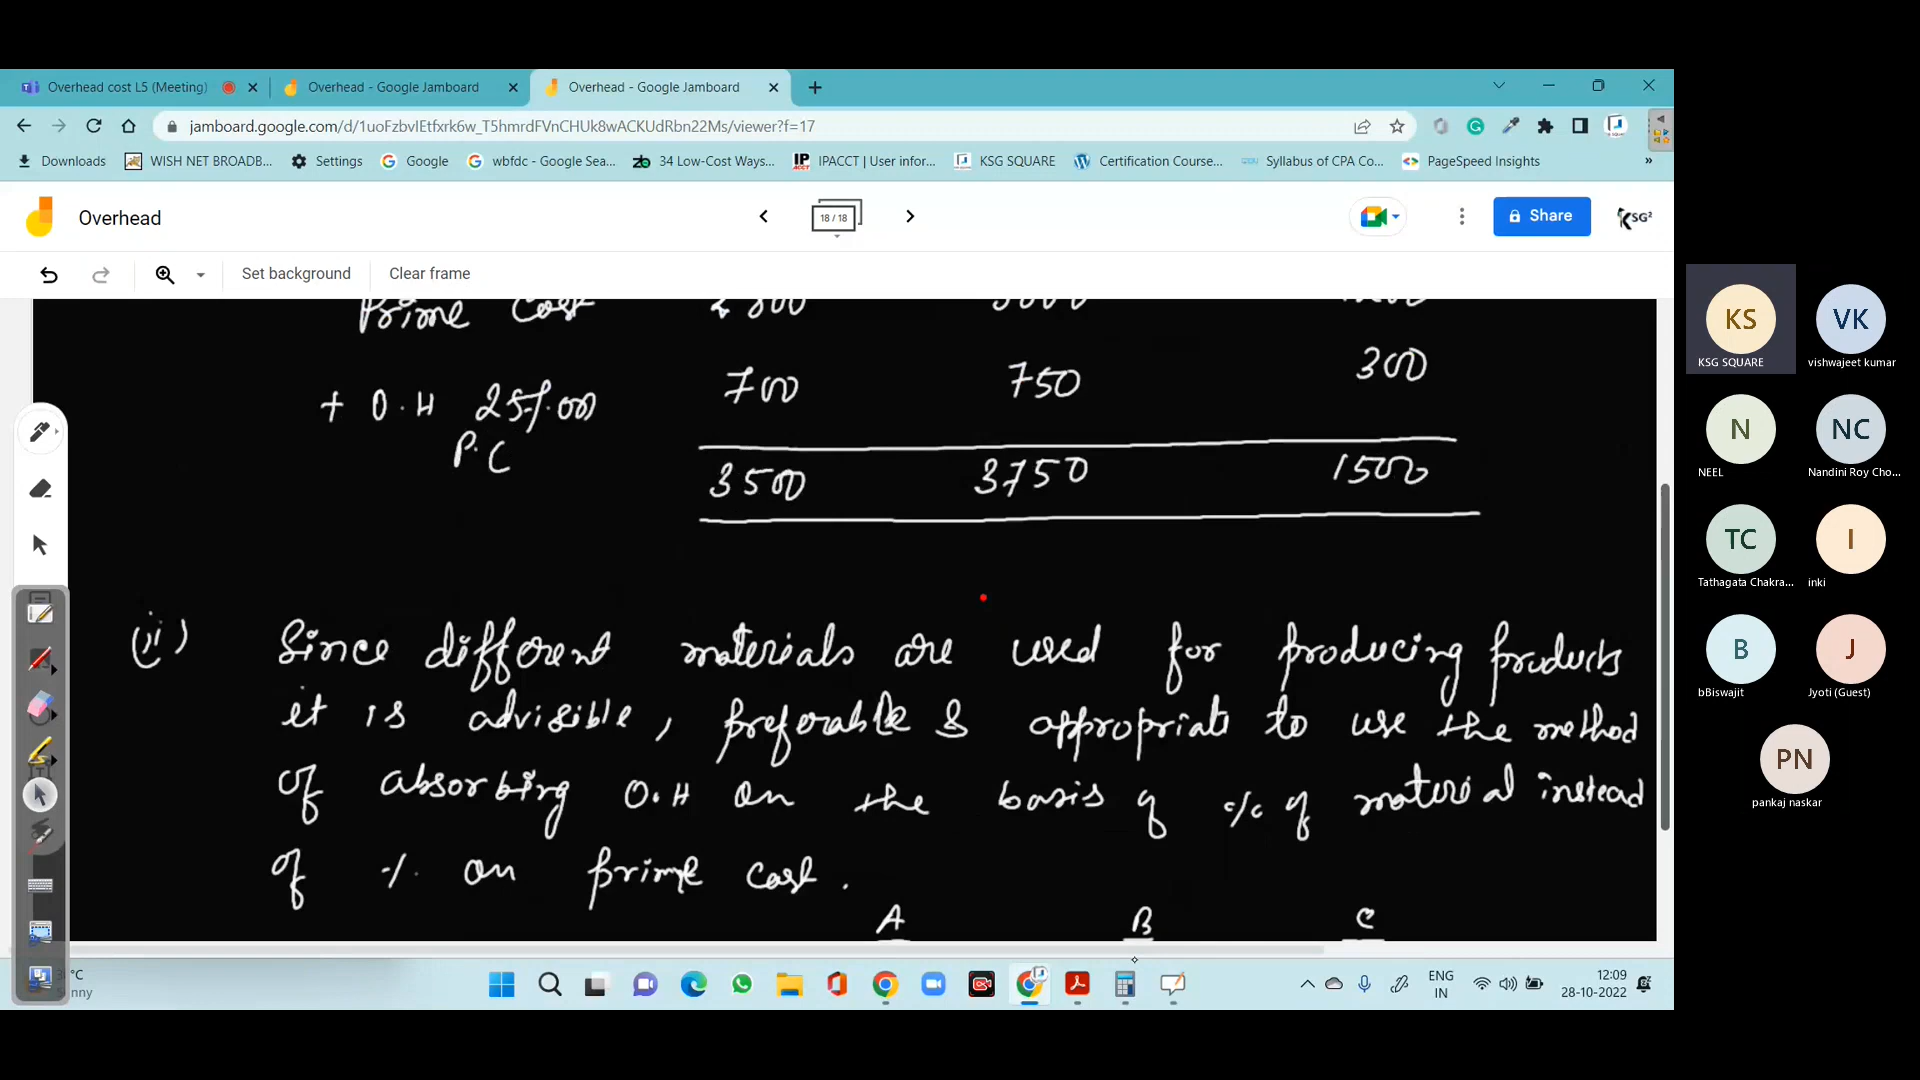 Overhead cost L5 (Meeting)
Overhead - Google Jamboard
Overhead - Google Jamboard
jamboard.google.com/d/1uoFzbvIEtfxrk6w_T5hmrdFVnCHUk8wACKUdRbn22Ms/viewer?f=17
Downloads
WISH NET BROADB...
Settings
Google
wbfdc - Google Sea...
34 Low-Cost Ways...
IPACCT | User infor...
KSG SQUARE
Certification Course...
Syllabus of CPA Co...
PageSpeed Insights
»
Overhead
18 / 18
Share
KSG²
Set background
Clear frame
Prime Cost
+ O.H 25%.on 700 750 300
P.C
3500 3750 1500
(ii) Since different materials are used for producing products
it is advisible, preferable & appropriate to use the method
of absorbing O.H on the basis of % of material instead
of % on prime cost.
A B C
KS
KSG SQUARE
VK
vishwajeet kumar
N
NEEL
NC
Nandini Roy Cho...
TC
Tathagata Chakra...
I
inki
B
bBiswajit
J
Jyoti (Guest)
PN
pankaj naskar
ENG
IN
12:09
28-10-2022